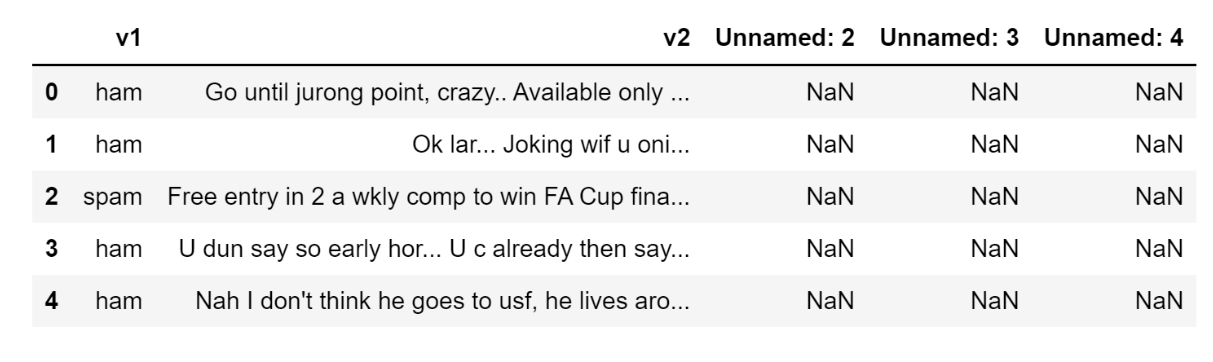 v1 v2 Unnamed: 2 Unnamed: 3 Unnamed: 4
0 ham Go until jurong point, crazy.. Available only ... NaN NaN NaN
1 ham Ok lar... Joking wif u oni... NaN NaN NaN
2 spam Free entry in 2 a wkly comp to win FA Cup fina... NaN NaN NaN
3 ham U dun say so early hor... U c already then say... NaN NaN NaN
4 ham Nah I don't think he goes to usf, he lives aro... NaN NaN NaN